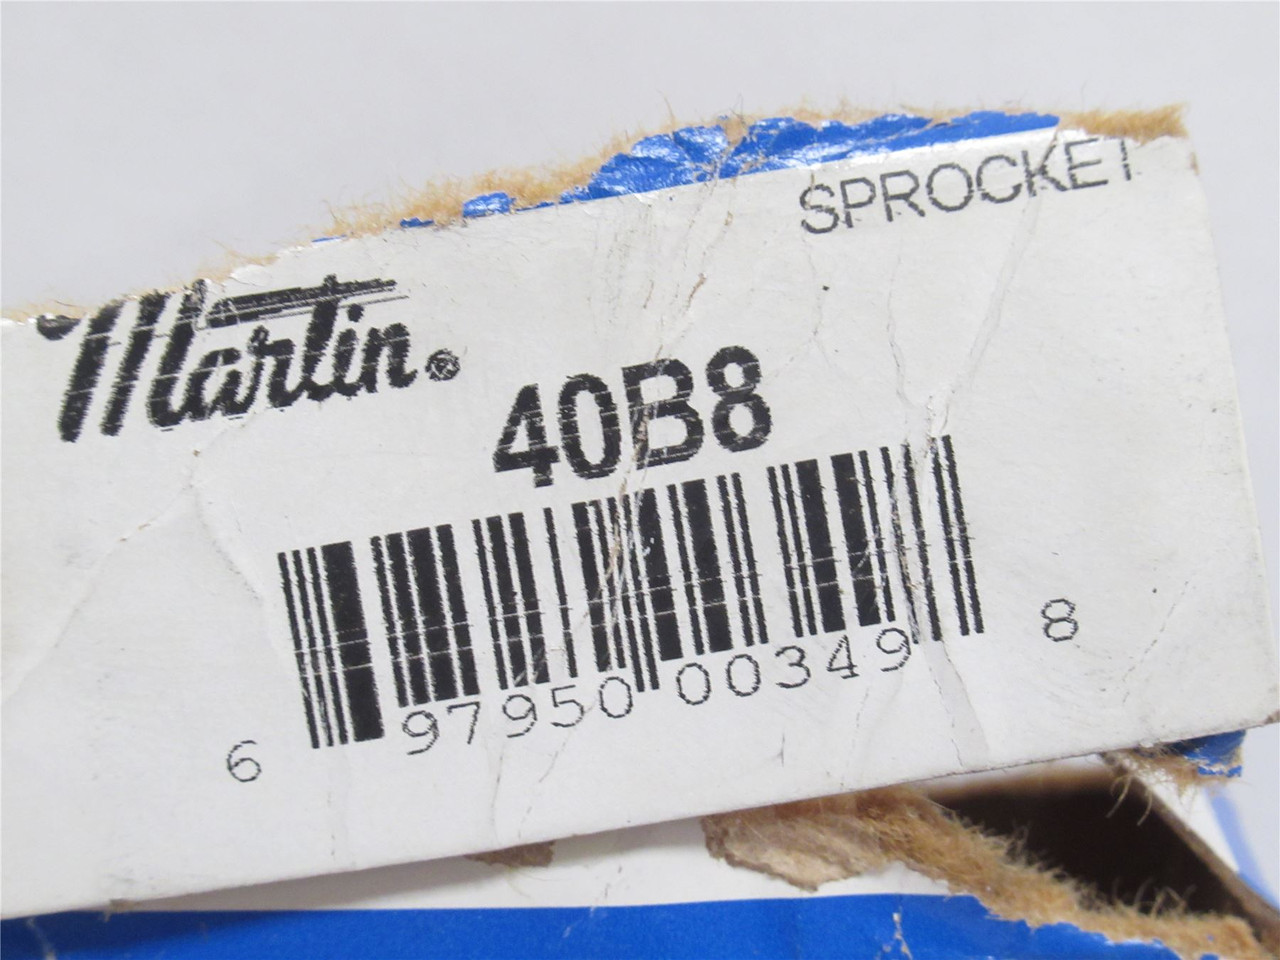 SPROCKET
Martin®
40B8
6 97950 00349 8